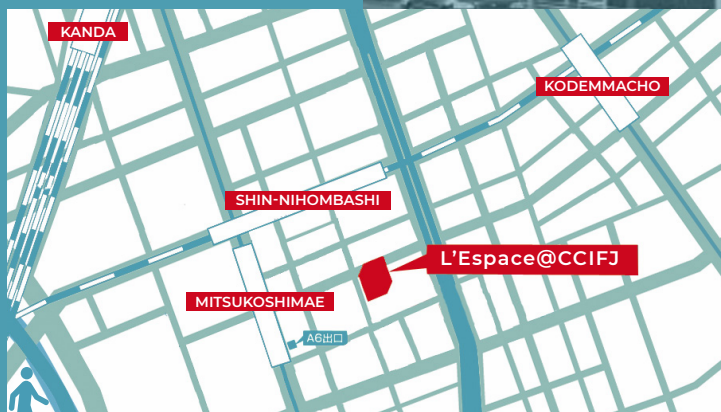 KANDA
KODEMMACHO
SHIN-NIHOMBASHI
L'Espace@CCIFJ
MITSUKOSHIMAE
A6出口